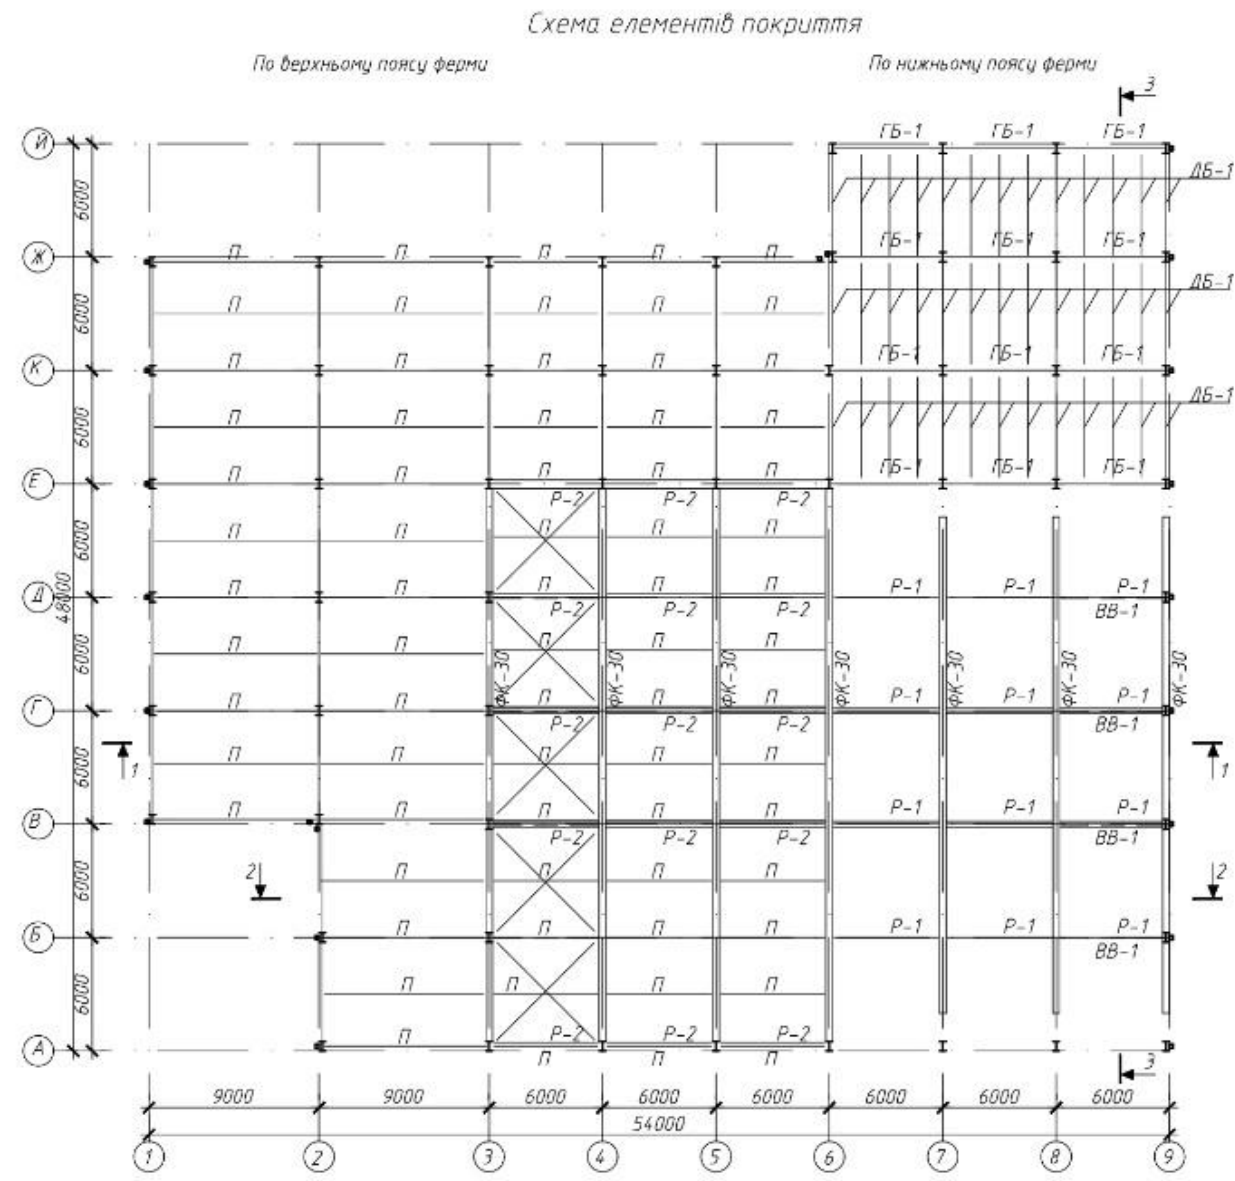 Схема елементів покриття
По верхньому поясу ферми
По нижньому поясу ферми
3
Й ГБ-1 ГБ-1 ГБ-1
6000 ДБ-1
Ж П П П П П ГБ-1 ГБ-1 ГБ-1
6000 П П П П П ДБ-1
К П П П П П ГБ-1 ГБ-1 ГБ-1
6000 П П П П П ДБ-1
Е П П П П П ГБ-1 ГБ-1 ГБ-1
Р-2 Р-2 Р-2
6000 П П П П П
48000
Д П П П П П Р-1 Р-1 Р-1
Р-2 Р-2 Р-2 ВВ-1
6000 П П П П П
ФК-30 ФК-30 ФК-30 ФК-30 ФК-30 ФК-30 ФК-30
Г П П П П П Р-1 Р-1 Р-1
Р-2 Р-2 Р-2 ВВ-1
6000 П П П П П
1 1
В П П П П П Р-1 Р-1 Р-1
Р-2 Р-2 Р-2 ВВ-1
6000 2 П П П П 2
Б П П П П Р-1 Р-1 Р-1
ВВ-1
6000 П П П П
А П Р-2 Р-2 Р-2
П П П 3
9000 9000 6000 6000 6000 6000 6000 6000
54000
1 2 3 4 5 6 7 8 9